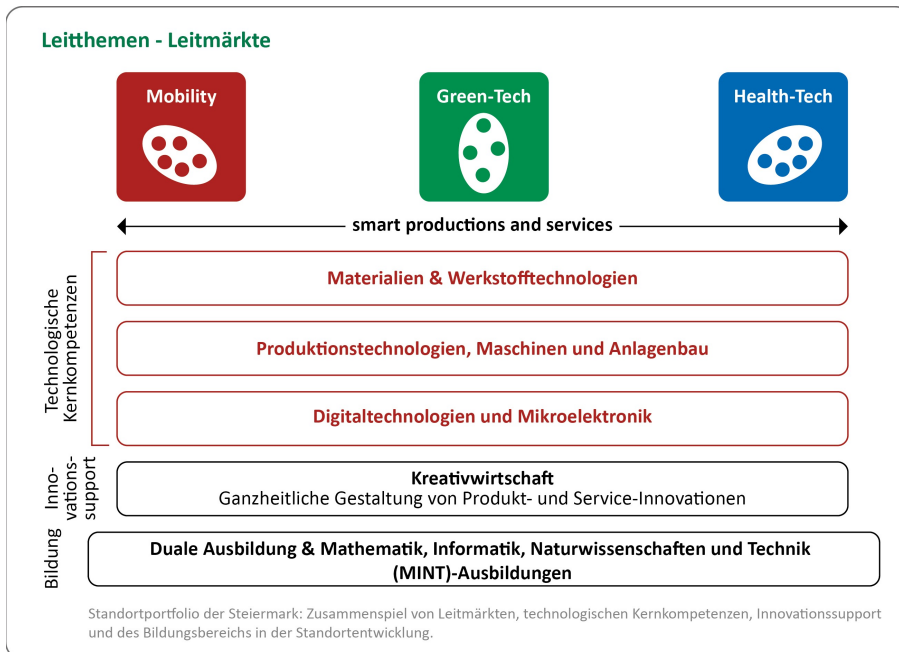 Leitthemen - Leitmärkte
Mobility
Green-Tech
Health-Tech
smart productions and services
Technologische
Kernkompetenzen
Materialien & Werkstofftechnologien
Produktionstechnologien, Maschinen und Anlagenbau
Digitaltechnologien und Mikroelektronik
Inno-
vations-
support
Kreativwirtschaft
Ganzheitliche Gestaltung von Produkt- und Service-Innovationen
Bildung
Duale Ausbildung & Mathematik, Informatik, Naturwissenschaften und Technik
(MINT)-Ausbildungen
Standortportfolio der Steiermark: Zusammenspiel von Leitmärkten, technologischen Kernkompetenzen, Innovationssupport
und des Bildungsbereichs in der Standortentwicklung.